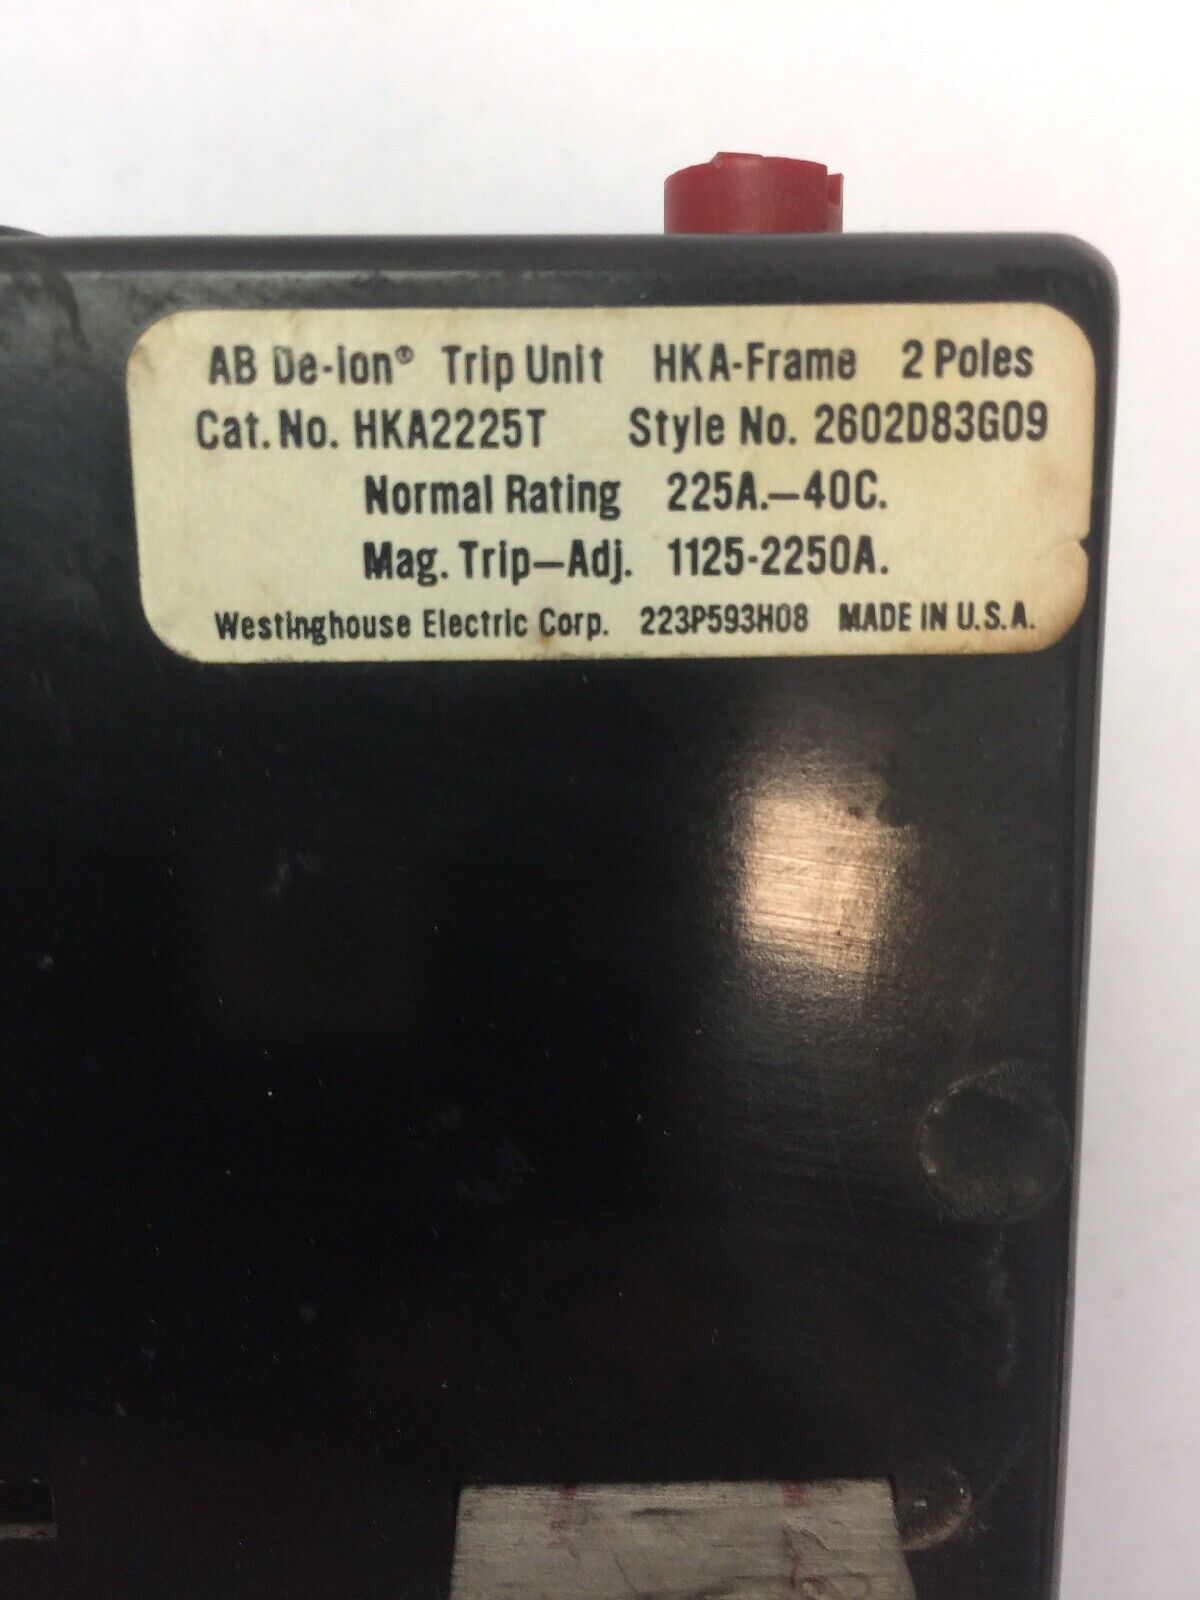 AB De-Ion® Trip Unit HKA-Frame 2 Poles
Cat. No. HKA2225T Style No. 2602D83G09
Normal Rating 225A.—40C.
Mag. Trip—Adj. 1125-2250A.
Westinghouse Electric Corp. 223P593H08 MADE IN U.S.A.